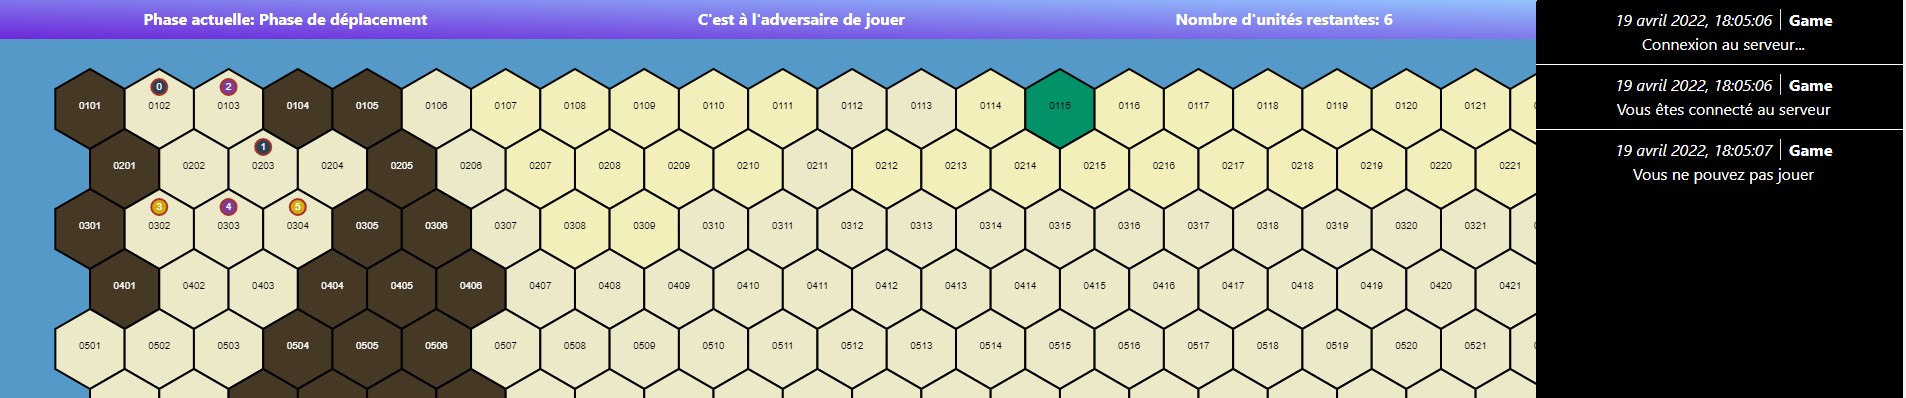 Phase actuelle: Phase de déplacement C'est à l'adversaire de jouer Nombre d'unités restantes: 6
19 avril 2022, 18:05:06 Game
Connexion au serveur...
19 avril 2022, 18:05:06 Game
Vous êtes connecté au serveur
19 avril 2022, 18:05:07 Game
Vous ne pouvez pas jouer
0 2
0101 0102 0103 0104 0105 0106 0107 0108 0109 0110 0111 0112 0113 0114 0115 0116 0117 0118 0119 0120 0121
1
0201 0202 0203 0204 0205 0206 0207 0208 0209 0210 0211 0212 0213 0214 0215 0216 0217 0218 0219 0220 0221
3 4 5
0301 0302 0303 0304 0305 0306 0307 0308 0309 0310 0311 0312 0313 0314 0315 0316 0317 0318 0319 0320 0321
0401 0402 0403 0404 0405 0406 0407 0408 0409 0410 0411 0412 0413 0414 0415 0416 0417 0418 0419 0420 0421
0501 0502 0503 0504 0505 0506 0507 0508 0509 0510 0511 0512 0513 0514 0515 0516 0517 0518 0519 0520 0521